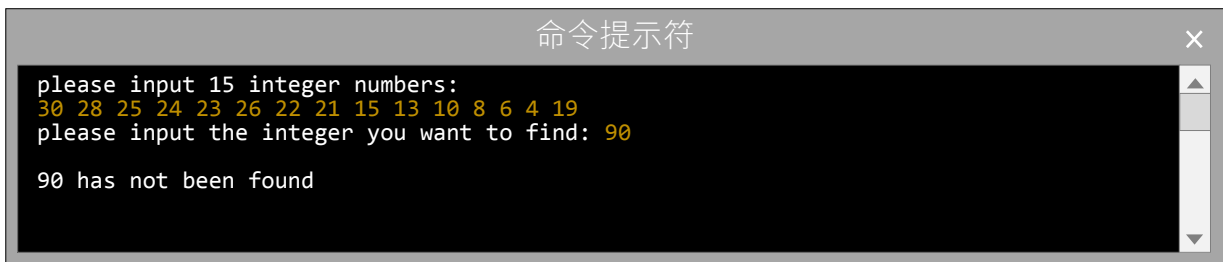 命令提示符
please input 15 integer numbers:
30 28 25 24 23 26 22 21 15 13 10 8 6 4 19
please input the integer you want to find: 90
90 has not been found